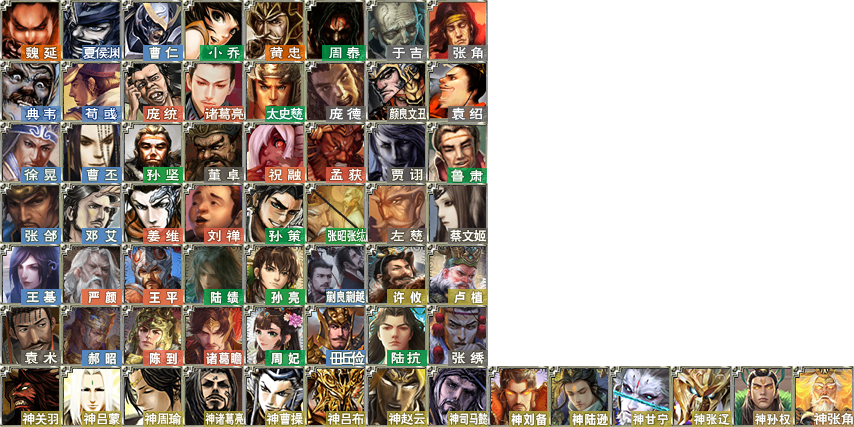 魏延 夏侯渊 曹仁 小乔 黄忠 周泰 于吉 张角
典韦 荀彧 庞统 诸葛亮 太史慈 庞德 颜良文丑 袁绍
徐晃 曹丕 孙坚 董卓 祝融 孟获 贾诩 鲁肃
张郃 邓艾 姜维 刘禅 孙策 张昭张纮 左慈 蔡文姬
王基 严颜 王平 陆绩 孙亮 蒯良蒯越 许攸 卢植
袁术 郝昭 陈到 诸葛瞻 周妃 毌丘俭 陆抗 张绣
神关羽 神吕蒙 神周瑜 神诸葛亮 神曹操 神吕布 神赵云 神司马懿 神刘备 神陆逊 神甘宁 神张辽 神孙权 神张角